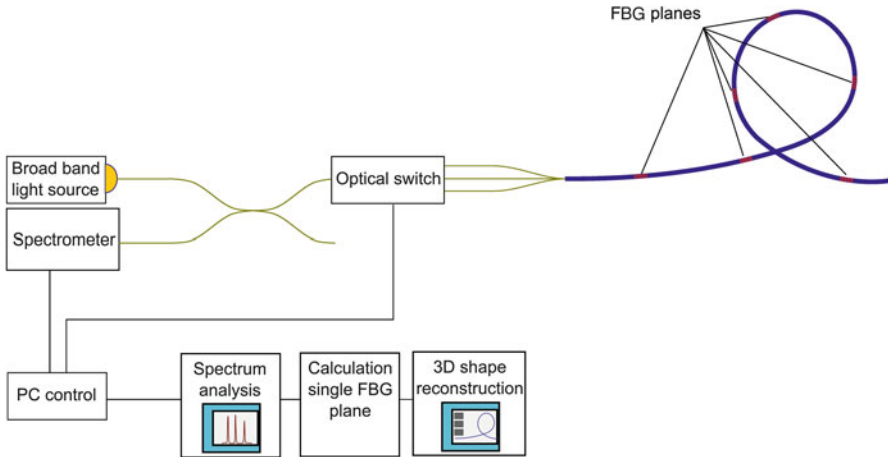 FBG planes
Broad band
light source
Optical switch
Spectrometer
PC control
Spectrum
analysis
Calculation
single FBG
plane
3D shape
reconstruction